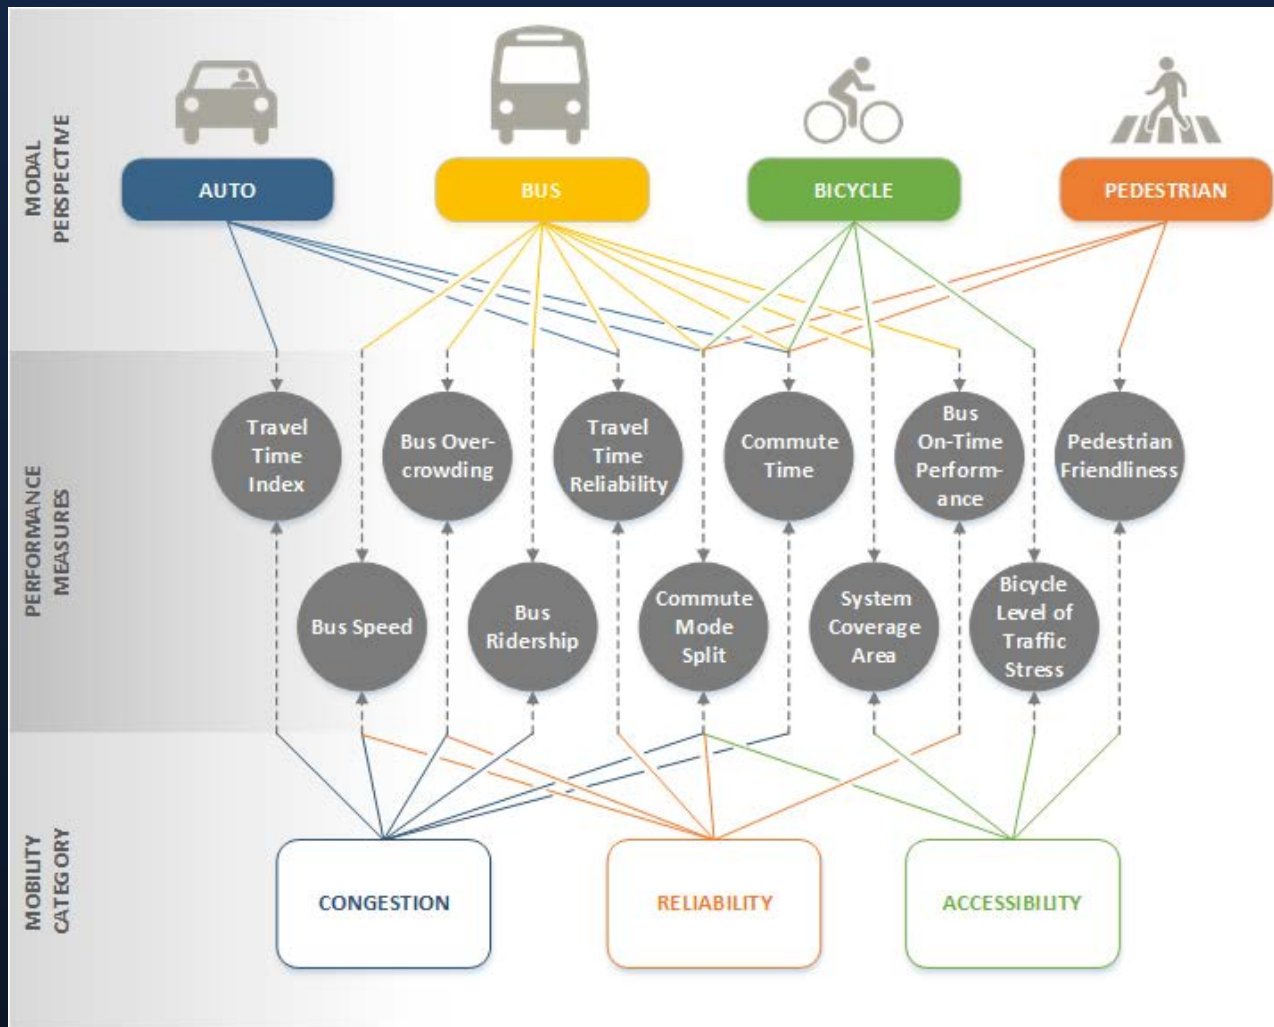 MODAL
PERSPECTIVE
AUTO
BUS
BICYCLE
PEDESTRIAN
PERFORMANCE
MEASURES
Travel
Time
Index
Bus Over-
crowding
Travel
Time
Reliability
Commute
Time
Bus
On-Time
Perform-
ance
Pedestrian
Friendliness
Bus Speed
Bus
Ridership
Commute
Mode
Split
System
Coverage
Area
Bicycle
Level of
Traffic
Stress
MOBILITY
CATEGORY
CONGESTION
RELIABILITY
ACCESSIBILITY